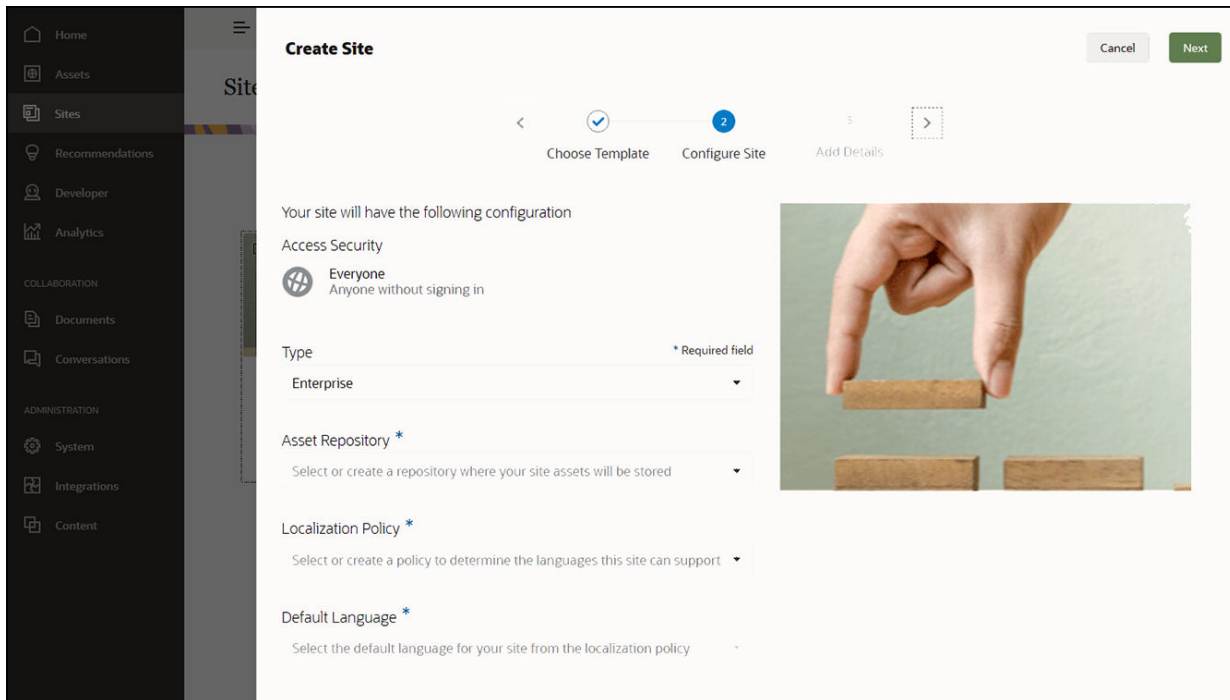 Home
Assets
Sites
Recommendations
Developer
Analytics
COLLABORATION
Documents
Conversations
ADMINISTRATION
System
Integrations
Content
Create Site
Cancel
Next
2
3
Choose Template
Configure Site
Add Details
Your site will have the following configuration
Access Security
Everyone
Anyone without signing in
Type
* Required field
Enterprise
Asset Repository *
Select or create a repository where your site assets will be stored
Localization Policy *
Select or create a policy to determine the languages this site can support
Default Language *
Select the default language for your site from the localization policy